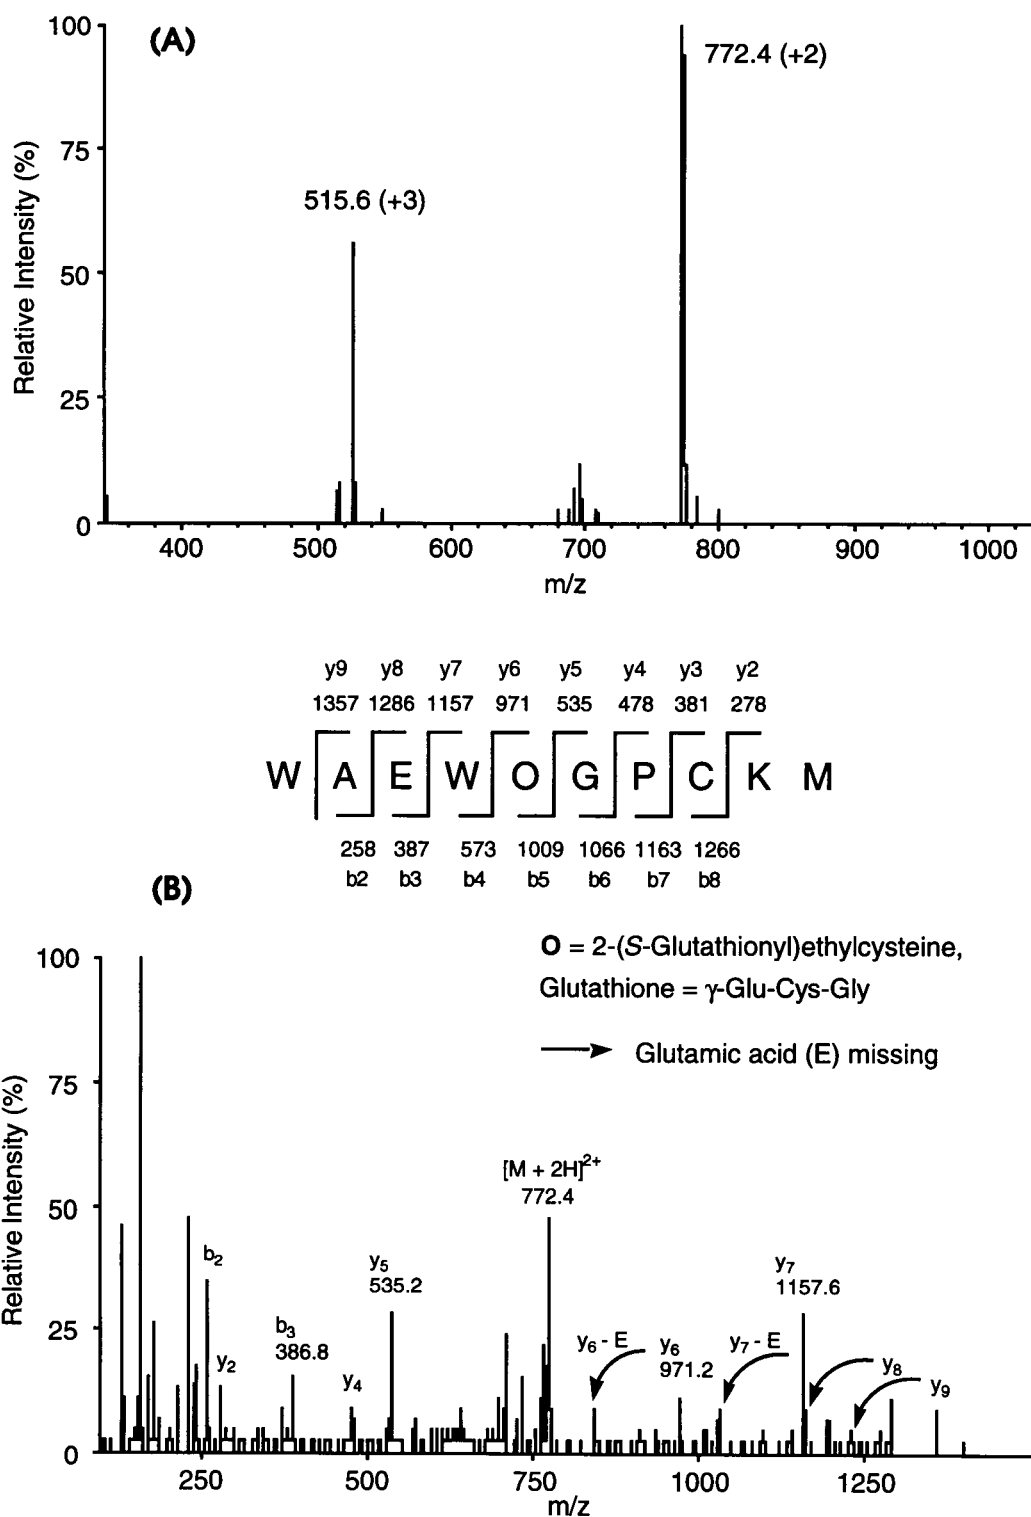 (A)
Relative Intensity (%)
100
75
50
25
0
772.4 (+2)
515.6 (+3)
400 500 600 700 800 900 1000
m/z
y9 y8 y7 y6 y5 y4 y3 y2
1357 1286 1157 971 535 478 381 278
W A E W O G P C K M
258 387 573 1009 1066 1163 1266
b2 b3 b4 b5 b6 b7 b8
(B)
O = 2-(S-Glutathionyl)ethylcysteine,
Glutathione = γ-Glu-Cys-Gly
Glutamic acid (E) missing
Relative Intensity (%)
100
75
50
25
0
[M + 2H]2+
772.4
b2
y5
535.2
y7
1157.6
b3
386.8
y2
y4
y6 - E
y6
971.2
y7 - E
y8
y9
250 500 750 1000 1250
m/z